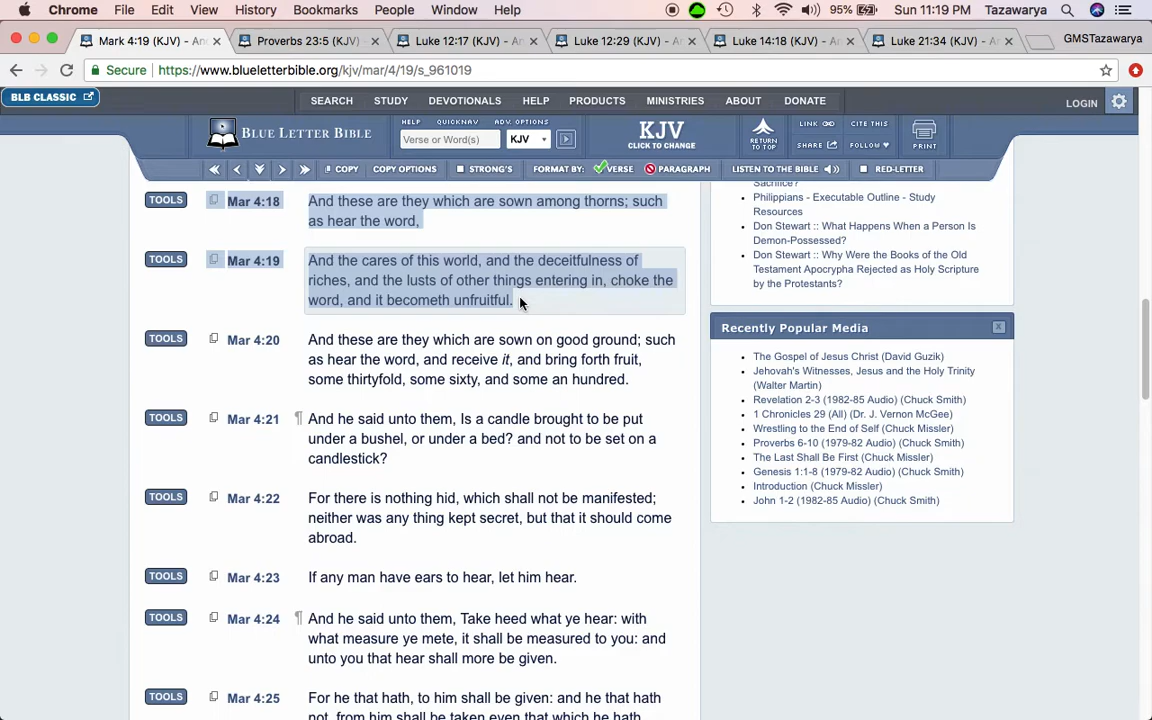 Chrome File Edit View History Bookmarks People Window Help 95% Sun 11:19 PM Tazawarya
Mark 4:19 (KJV) - An Proverbs 23:5 (KJV) - Luke 12:17 (KJV) - An Luke 12:29 (KJV) - An Luke 14:18 (KJV) - An Luke 21:34 (KJV) - An GMSTazawarya
Secure https://www.blueletterbible.org/kjv/mar/4/19/s_961019
BLB CLASSIC SEARCH STUDY DEVOTIONALS HELP PRODUCTS MINISTRIES ABOUT DONATE LOGIN
HELP QUICKNAV ADV. OPTIONS
BLUE LETTER BIBLE Verse or Word(s) KJV
KJV
CLICK TO CHANGE
RETURN TO TOP
LINK CITE THIS
SHARE FOLLOW
PRINT
COPY COPY OPTIONS STRONG'S FORMAT BY: VERSE PARAGRAPH LISTEN TO THE BIBLE RED-LETTER
TOOLS Mar 4:18 And these are they which are sown among thorns; such
as hear the word,
TOOLS Mar 4:19 And the cares of this world, and the deceitfulness of
riches, and the lusts of other things entering in, choke the
word, and it becometh unfruitful.
TOOLS Mar 4:20 And these are they which are sown on good ground; such
as hear the word, and receive it, and bring forth fruit,
some thirtyfold, some sixty, and some an hundred.
TOOLS Mar 4:21 ¶ And he said unto them, Is a candle brought to be put
under a bushel, or under a bed? and not to be set on a
candlestick?
TOOLS Mar 4:22 For there is nothing hid, which shall not be manifested;
neither was any thing kept secret, but that it should come
abroad.
TOOLS Mar 4:23 If any man have ears to hear, let him hear.
TOOLS Mar 4:24 ¶ And he said unto them, Take heed what ye hear: with
what measure ye mete, it shall be measured to you: and
unto you that hear shall more be given.
TOOLS Mar 4:25 For he that hath, to him shall be given: and he that hath
not, from him shall be taken even that which he hath.
Sacrifice?
Philippians - Executive Outline - Study
Resources
Don Stewart :: What Happens When a Person Is
Demon-Possessed?
Don Stewart :: Why Were the Books of the Old
Testament Apocrypha Rejected as Holy Scripture
by the Protestants?
Recently Popular Media x
The Gospel of Jesus Christ (David Guzik)
Jehovah's Witnesses, Jesus and the Holy Trinity
(Walter Martin)
Revelation 2-3 (1982-85 Audio) (Chuck Smith)
1 Chronicles 29 (All) (Dr. J. Vernon McGee)
Wrestling to the End of Self (Chuck Missler)
Proverbs 6-10 (1979-82 Audio) (Chuck Smith)
The Last Shall Be First (Chuck Missler)
Genesis 1:1-8 (1979-82 Audio) (Chuck Smith)
Introduction (Chuck Missler)
John 1-2 (1982-85 Audio) (Chuck Smith)